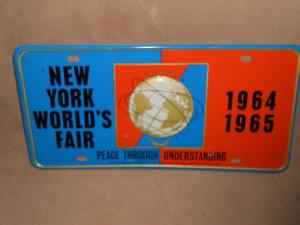 NEW
YORK
WORLD'S
FAIR
1964
1965
PEACE THROUGH UNDERSTANDING